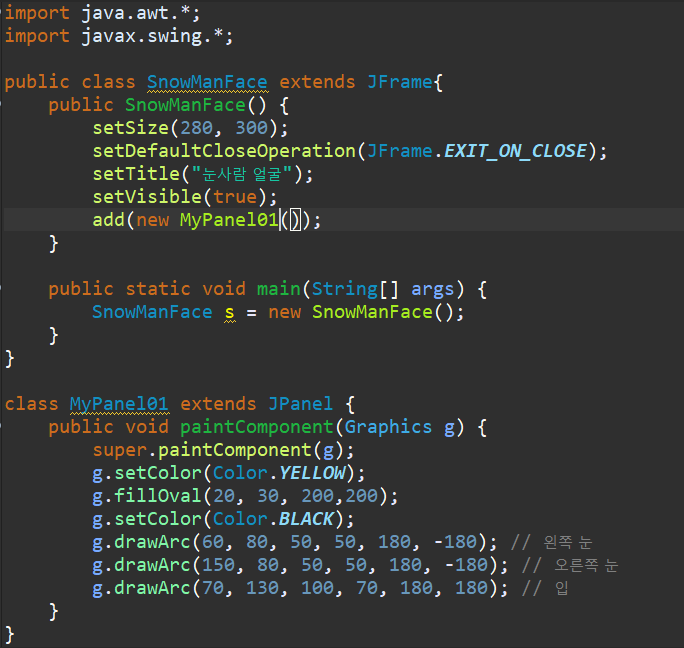 import java.awt.*;
import javax.swing.*;

public class SnowManFace extends JFrame{
    public SnowManFace() {
        setSize(280, 300);
        setDefaultCloseOperation(JFrame.EXIT_ON_CLOSE);
        setTitle("눈사람 얼굴");
        setVisible(true);
        add(new MyPanel01());
    }

    public static void main(String[] args) {
        SnowManFace s = new SnowManFace();
    }
}

class MyPanel01 extends JPanel {
    public void paintComponent(Graphics g) {
        super.paintComponent(g);
        g.setColor(Color.YELLOW);
        g.fillOval(20, 30, 200,200);
        g.setColor(Color.BLACK);
        g.drawArc(60, 80, 50, 50, 180, -180); // 왼쪽 눈
        g.drawArc(150, 80, 50, 50, 180, -180); // 오른쪽 눈
        g.drawArc(70, 130, 100, 70, 180, 180); // 입
    }
}